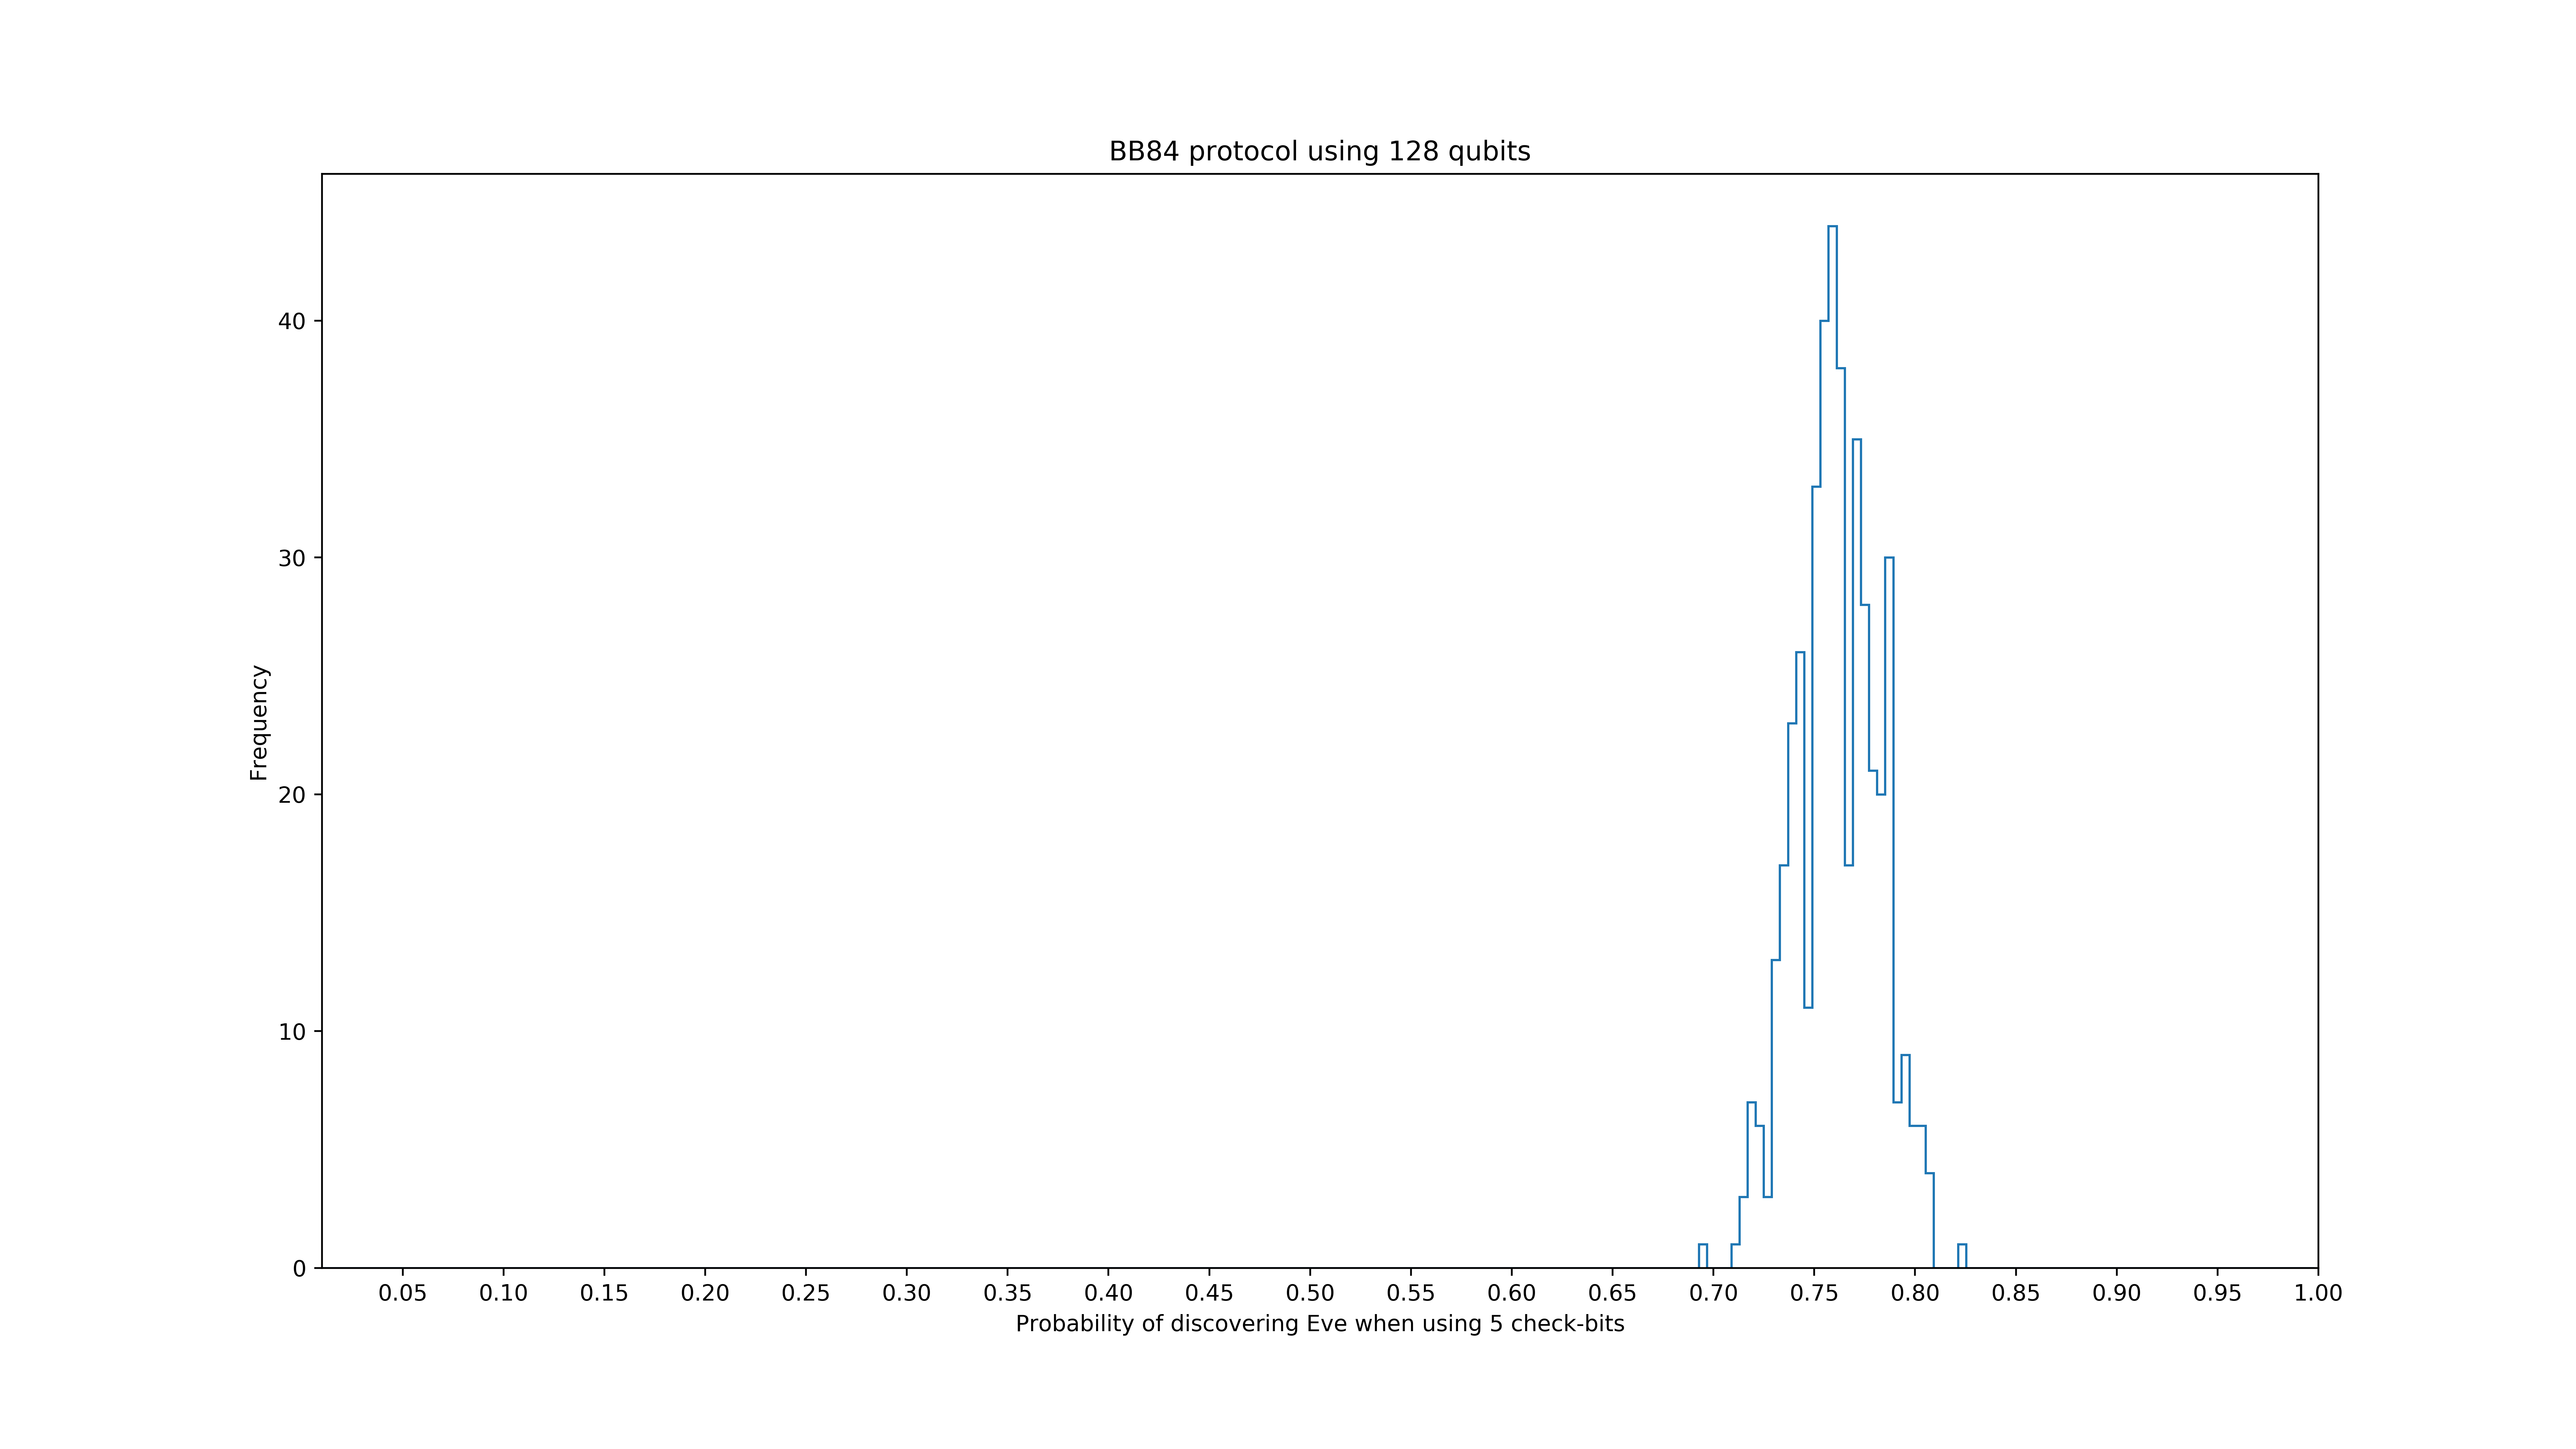 BB84 protocol using 128 qubits
40
30
20
10
0
Frequency
0.05 0.10 0.15 0.20 0.25 0.30 0.35 0.40 0.45 0.50 0.55 0.60 0.65 0.70 0.75 0.80 0.85 0.90 0.95 1.00
Probability of discovering Eve when using 5 check-bits